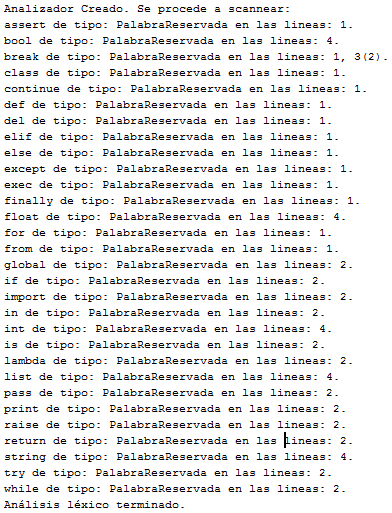 Analizador Creado. Se procede a scannear:
assert de tipo: PalabraReservada en las lineas: 1.
bool de tipo: PalabraReservada en las lineas: 4.
break de tipo: PalabraReservada en las lineas: 1, 3(2).
class de tipo: PalabraReservada en las lineas: 1.
continue de tipo: PalabraReservada en las lineas: 1.
def de tipo: PalabraReservada en las lineas: 1.
del de tipo: PalabraReservada en las lineas: 1.
elif de tipo: PalabraReservada en las lineas: 1.
else de tipo: PalabraReservada en las lineas: 1.
except de tipo: PalabraReservada en las lineas: 1.
exec de tipo: PalabraReservada en las lineas: 1.
finally de tipo: PalabraReservada en las lineas: 1.
float de tipo: PalabraReservada en las lineas: 4.
for de tipo: PalabraReservada en las lineas: 1.
from de tipo: PalabraReservada en las lineas: 1.
global de tipo: PalabraReservada en las lineas: 2.
if de tipo: PalabraReservada en las lineas: 2.
import de tipo: PalabraReservada en las lineas: 2.
in de tipo: PalabraReservada en las lineas: 2.
int de tipo: PalabraReservada en las lineas: 4.
is de tipo: PalabraReservada en las lineas: 2.
lambda de tipo: PalabraReservada en las lineas: 2.
list de tipo: PalabraReservada en las lineas: 4.
pass de tipo: PalabraReservada en las lineas: 2.
print de tipo: PalabraReservada en las lineas: 2.
raise de tipo: PalabraReservada en las lineas: 2.
return de tipo: PalabraReservada en las lineas: 2.
string de tipo: PalabraReservada en las lineas: 4.
try de tipo: PalabraReservada en las lineas: 2.
while de tipo: PalabraReservada en las lineas: 2.
Análisis léxico terminado.